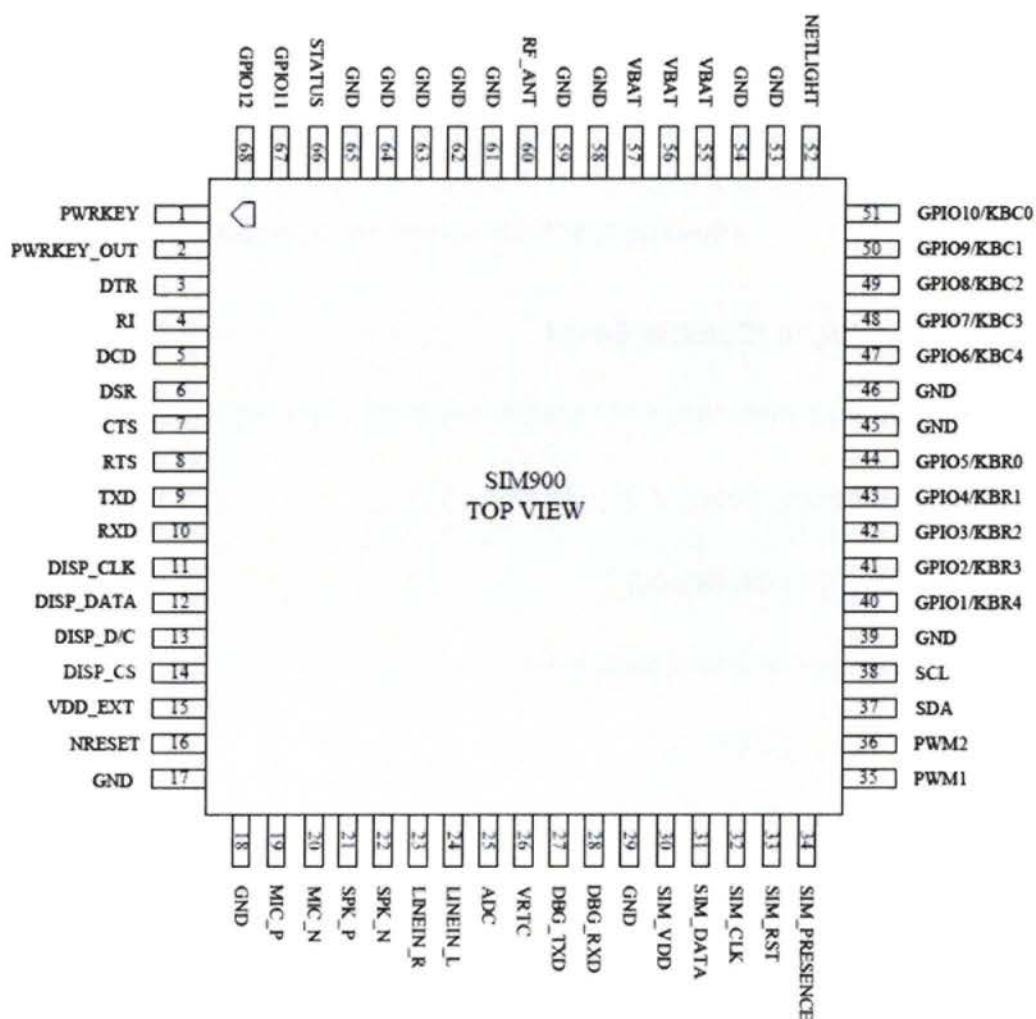 GPIO12
GPIO11
STATUS
GND
GND
GND
GND
GND
RF_ANT
GND
GND
VBAT
VBAT
VBAT
GND
GND
NETLIGHT
68
67
66
65
64
63
62
61
60
59
58
57
56
55
54
53
52
PWRKEY 1
PWRKEY_OUT 2
DTR 3
RI 4
DCD 5
DSR 6
CTS 7
RTS 8
TXD 9
RXD 10
DISP_CLK 11
DISP_DATA 12
DISP_D/C 13
DISP_CS 14
VDD_EXT 15
NRESET 16
GND 17
SIM900
TOP VIEW
51 GPIO10/KBC0
50 GPIO9/KBC1
49 GPIO8/KBC2
48 GPIO7/KBC3
47 GPIO6/KBC4
46 GND
45 GND
44 GPIO5/KBR0
43 GPIO4/KBR1
42 GPIO3/KBR2
41 GPIO2/KBR3
40 GPIO1/KBR4
39 GND
38 SCL
37 SDA
36 PWM2
35 PWM1
18
19
20
21
22
23
24
25
26
27
28
29
30
31
32
33
34
GND
MIC_P
MIC_N
SPK_P
SPK_N
LINEIN_R
LINEIN_L
ADC
VRTC
DBG_TXD
DBG_RXD
GND
SIM_VDD
SIM_DATA
SIM_CLK
SIM_RST
SIM_PRESENCE